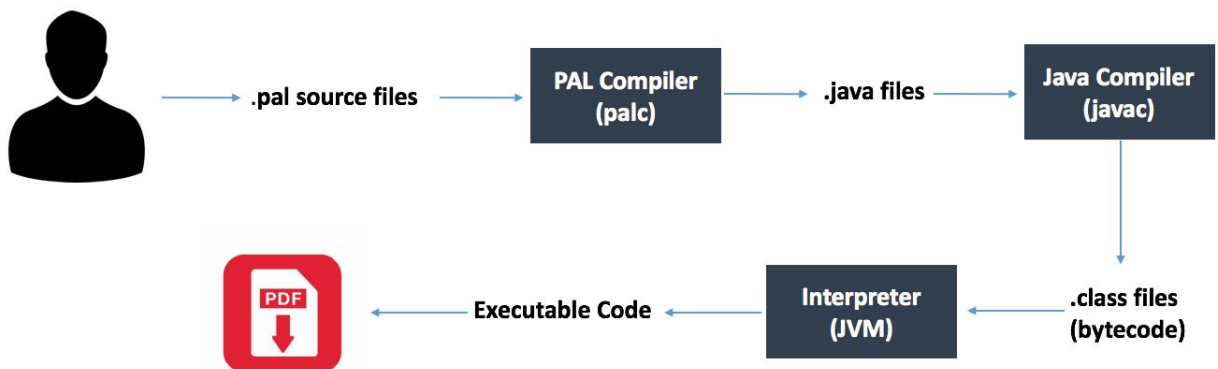 .pal source files
PAL Compiler
(palc)
.java files
Java Compiler
(javac)
.class files
(bytecode)
Interpreter
(JVM)
Executable Code
PDF